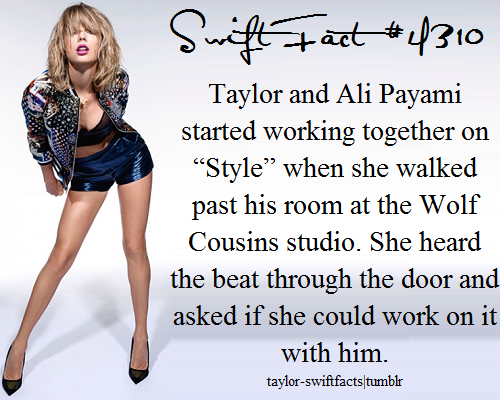 Swift Fact #4310
Taylor and Ali Payami
started working together on
“Style” when she walked
past his room at the Wolf
Cousins studio. She heard
the beat through the door and
asked if she could work on it
with him.
taylor-swiftfacts|tumblr